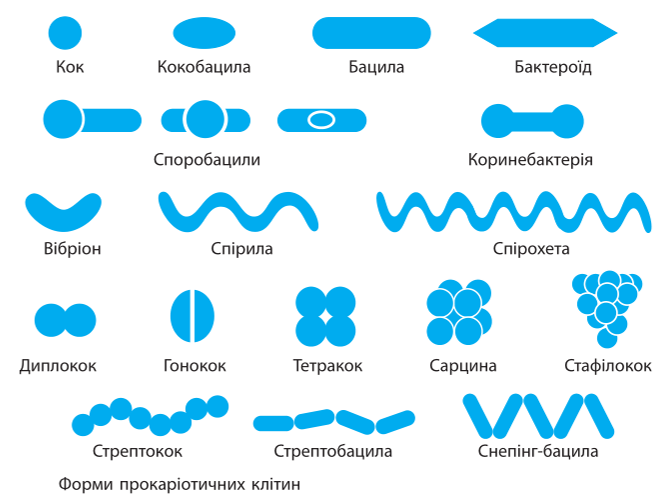 Кок Кокобацила Бацила Бактероїд
Споробацили Коринебактерія
Вібріон Спірила Спірохета
Диплокок Гонокок Тетракок Сарцина Стафілокок
Стрептокок Стрептобацила Снепінг-бацила
Форми прокаріотичних клітин